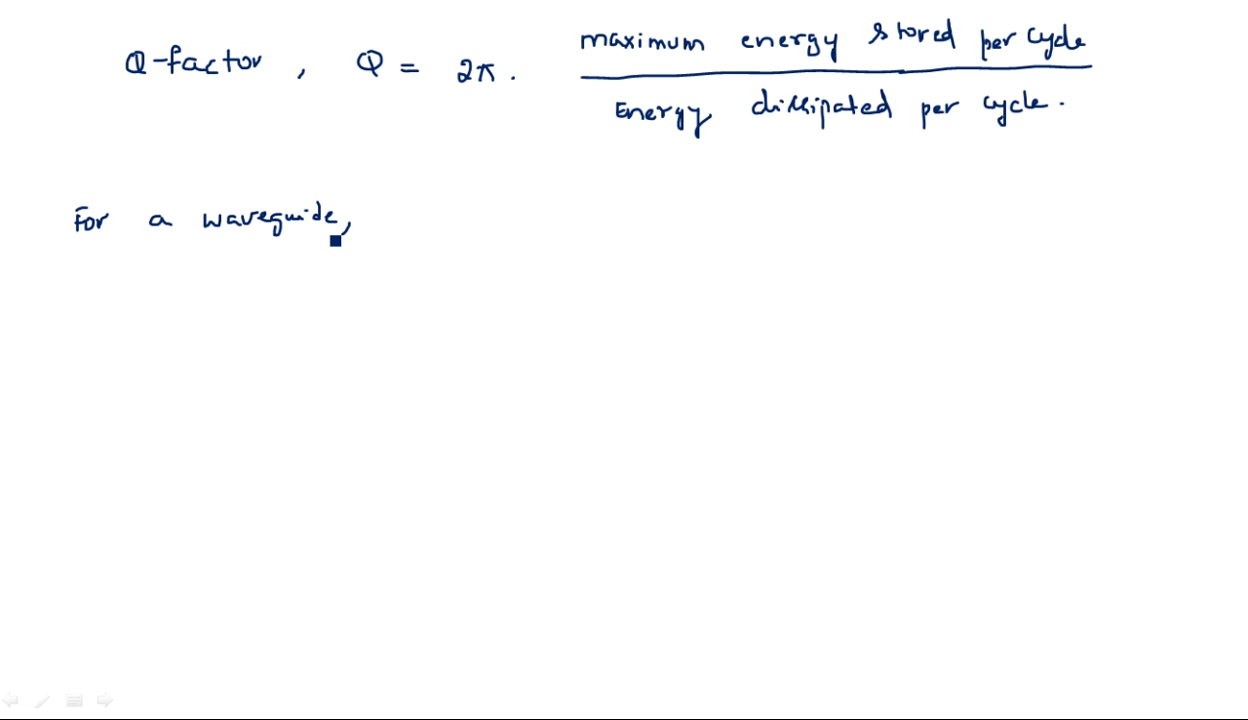 Q-factor , Q = 2π . maximum energy stored per cycle
Energy dissipated per cycle.
For a waveguide,